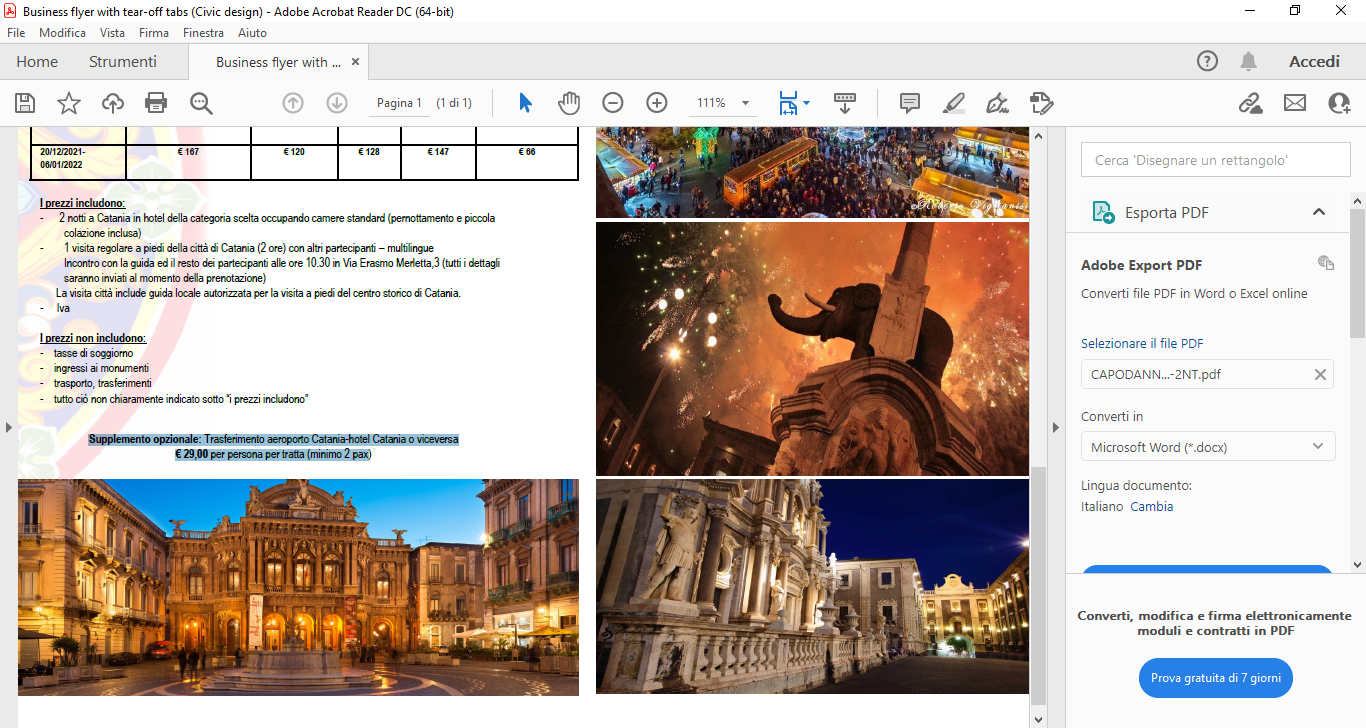 Business flyer with tear-off tabs (Civic design) - Adobe Acrobat Reader DC (64-bit)
File Modifica Vista Firma Finestra Aiuto
Home Strumenti Business flyer with ... × Accedi
Pagina 1 (1 di 1) 111%
20/12/2021- € 167 € 120 € 128 € 147 € 66
06/01/2022
I prezzi includono:
- 2 notti a Catania in hotel della categoria scelta occupando camere standard (pernottamento e piccola
colazione inclusa)
- 1 visita regolare a piedi della città di Catania (2 ore) con altri partecipanti – multilingue
Incontro con la guida ed il resto dei partecipanti alle ore 10.30 in Via Erasmo Merletta,3 (tutti i dettagli
saranno inviati al momento della prenotazione)
La visita città include guida locale autorizzata per la visita a piedi del centro storico di Catania.
- Iva
I prezzi non includono:
- tasse di soggiorno
- ingressi ai monumenti
- trasporto, trasferimenti
- tutto ciò non chiaramente indicato sotto “i prezzi includono”
Supplemento opzionale: Trasferimento aeroporto Catania-hotel Catania o viceversa
€ 29,00 per persona per tratta (minimo 2 pax)
Cerca 'Disegnare un rettangolo'
Esporta PDF
Adobe Export PDF
Converti file PDF in Word o Excel online
Selezionare il file PDF
CAPODANN...-2NT.pdf
Converti in
Microsoft Word (*.docx)
Lingua documento:
Italiano Cambia
Converti, modifica e firma elettronicamente
moduli e contratti in PDF
Prova gratuita di 7 giorni